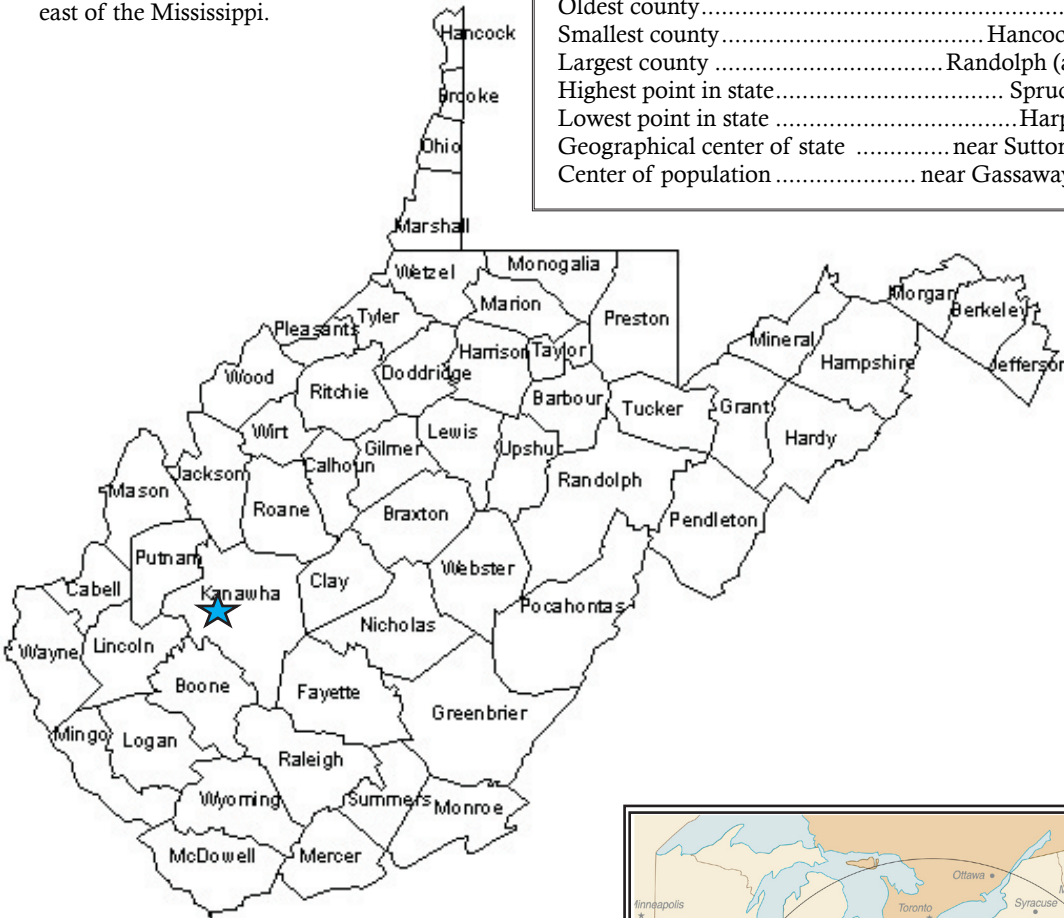 east of the Mississippi.
Oldest county
Smallest county ................................ Hancoc
Largest county ............................ Randolph (a
Highest point in state............................ Spruc
Lowest point in state ..............................Harp
Geographical center of state .............near Sutton
Center of population .................... near Gassaway
Hancock
Brooke
Ohio
Marshall
Wetzel
Monogalia
Marion
Preston
Tyler
Pleasants
Harrison
Taylor
Morgan
Berkeley
Jefferson
Mineral
Hampshire
Wood
Ritchie
Doddridge
Barbour
Tucker
Grant
Hardy
Wirt
Gilmer
Lewis
Upshu
Calhoun
Jackson
Mason
Roane
Braxton
Randolph
Pendleton
Putnam
Kanawha
Clay
Webster
Pocahontas
Cabell
Nicholas
Wayne
Lincoln
Boone
Fayette
Greenbrier
Mingo
Logan
Raleigh
Wyoming
Summers
Monroe
McDowell
Mercer
Ottawa
Minneapolis
Toronto
Syracuse